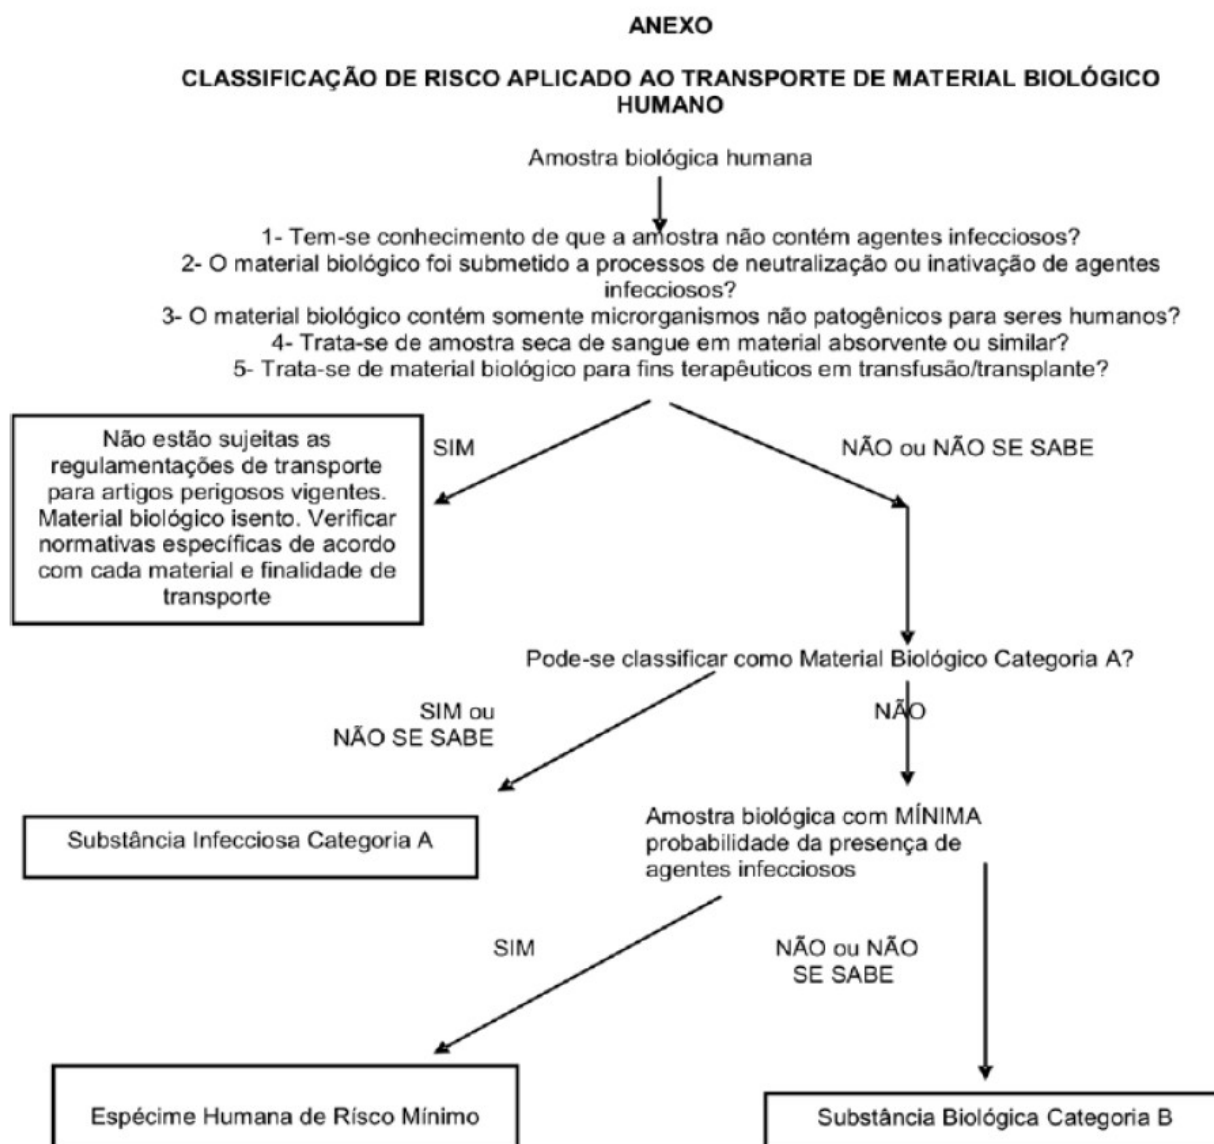 ANEXO
CLASSIFICAÇÃO DE RISCO APLICADO AO TRANSPORTE DE MATERIAL BIOLÓGICO
HUMANO
Amostra biológica humana
1- Tem-se conhecimento de que a amostra não contém agentes infecciosos?
2- O material biológico foi submetido a processos de neutralização ou inativação de agentes
infecciosos?
3- O material biológico contém somente microrganismos não patogênicos para seres humanos?
4- Trata-se de amostra seca de sangue em material absorvente ou similar?
5- Trata-se de material biológico para fins terapêuticos em transfusão/transplante?
Não estão sujeitas as
regulamentações de transporte
para artigos perigosos vigentes.
Material biológico isento. Verificar
normativas específicas de acordo
com cada material e finalidade de
transporte
SIM
NÃO ou NÃO SE SABE
Pode-se classificar como Material Biológico Categoria A?
SIM ou
NÃO SE SABE
NÃO
Substância Infecciosa Categoria A
Amostra biológica com MÍNIMA
probabilidade da presença de
agentes infecciosos
SIM
NÃO ou NÃO
SE SABE
Espécime Humana de Rísco Mínimo
Substância Biológica Categoria B